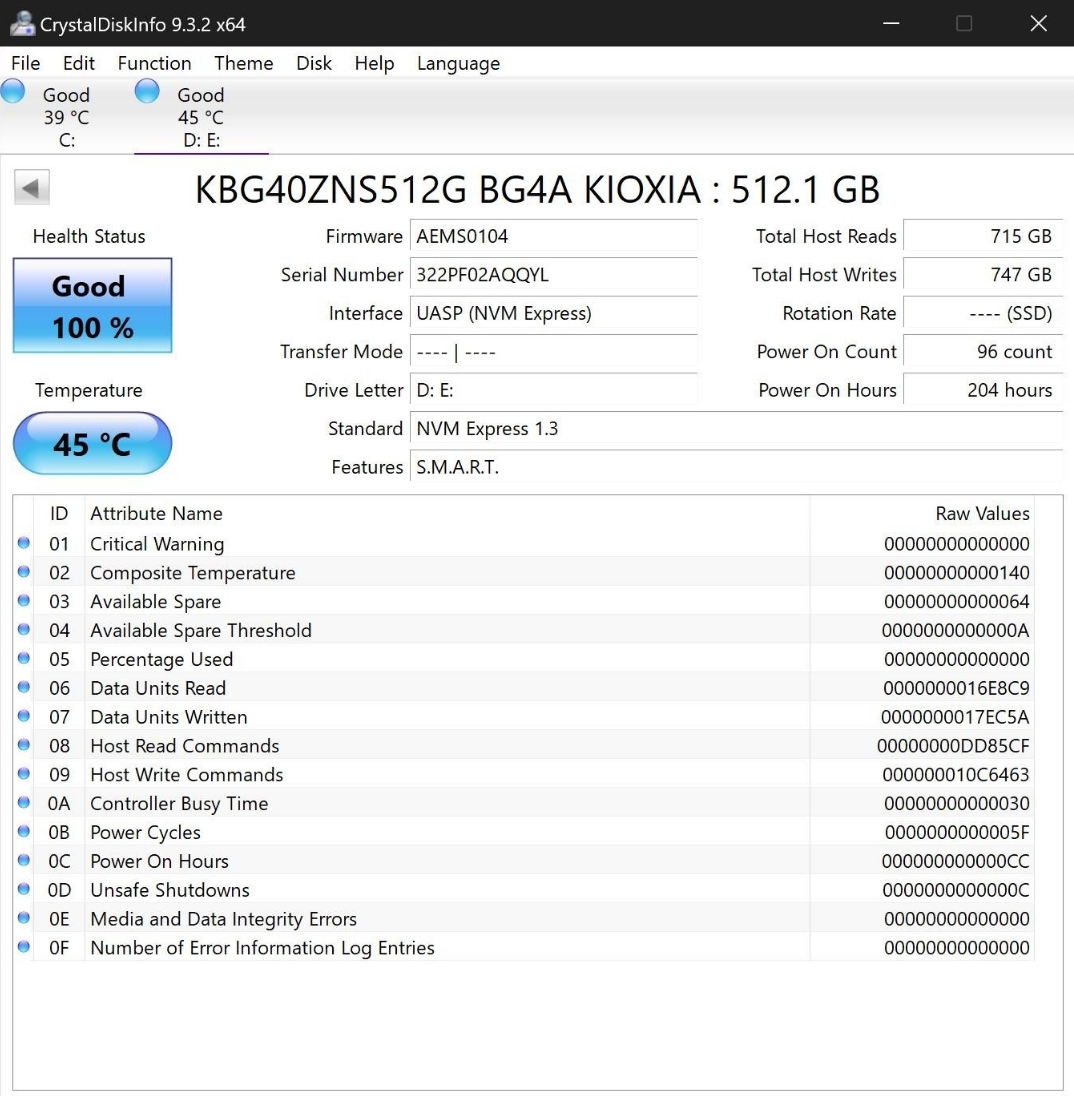 CrystalDiskInfo 9.3.2 x64
File Edit Function Theme Disk Help Language
Good Good
39 °C 45 °C
C: D: E:
KBG40ZNS512G BG4A KIOXIA : 512.1 GB
Health Status Firmware AEMS0104 Total Host Reads 715 GB
Good Serial Number 322PF02AQQYL Total Host Writes 747 GB
100 % Interface UASP (NVM Express) Rotation Rate ---- (SSD)
Transfer Mode ---- | ---- Power On Count 96 count
Temperature Drive Letter D: E: Power On Hours 204 hours
45 °C Standard NVM Express 1.3
Features S.M.A.R.T.
ID Attribute Name Raw Values
01 Critical Warning 00000000000000
02 Composite Temperature 00000000000140
03 Available Spare 00000000000064
04 Available Spare Threshold 0000000000000A
05 Percentage Used 00000000000000
06 Data Units Read 0000000016E8C9
07 Data Units Written 0000000017EC5A
08 Host Read Commands 00000000DD85CF
09 Host Write Commands 000000010C6463
0A Controller Busy Time 00000000000030
0B Power Cycles 0000000000005F
0C Power On Hours 000000000000CC
0D Unsafe Shutdowns 0000000000000C
0E Media and Data Integrity Errors 00000000000000
0F Number of Error Information Log Entries 00000000000000